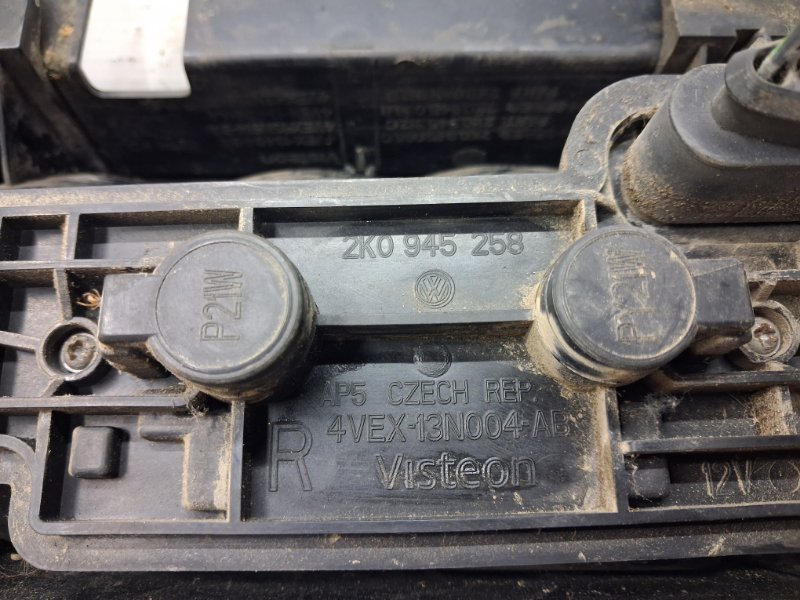 2K0 945 258
P21W
P21W
AP5 CZECH REP.
4VEX-13N004-AB
R
Visteon
12V